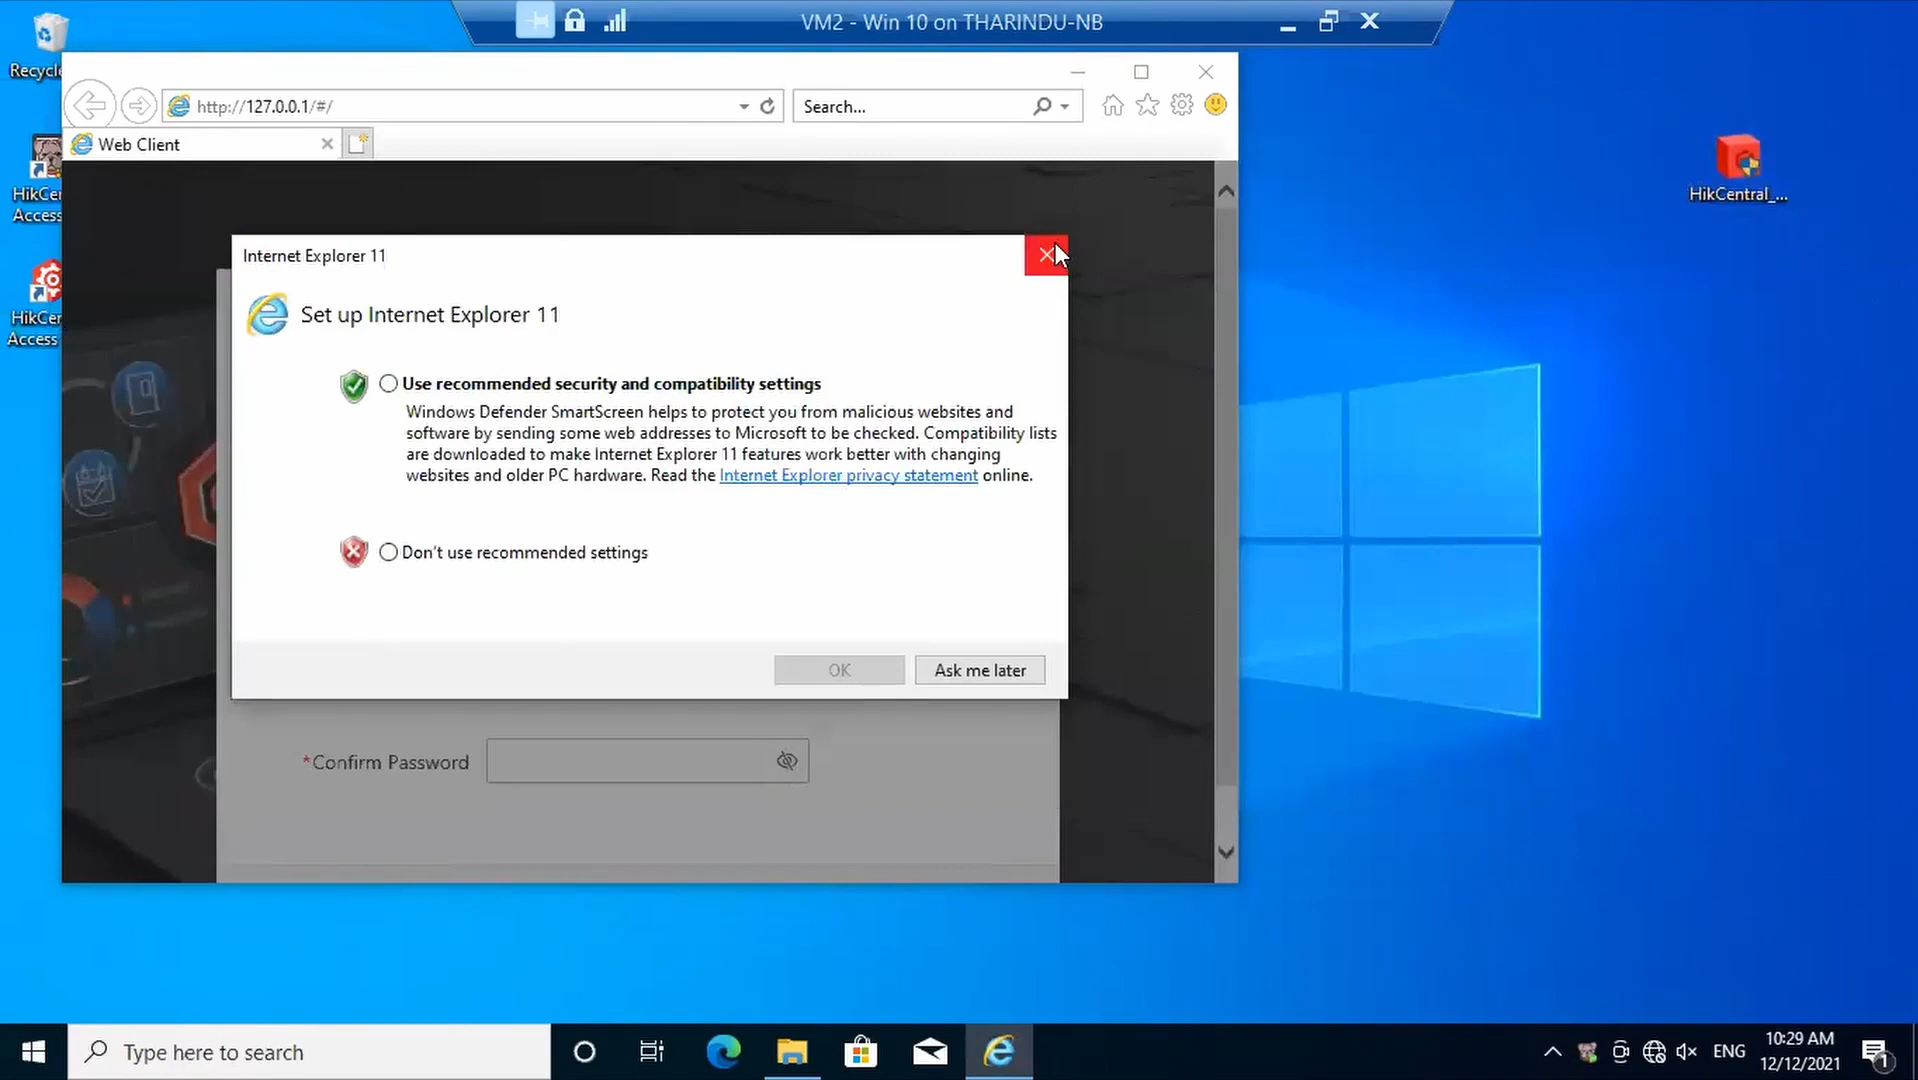 VM2 - Win 10 on THARINDU-NB
Recycle
http://127.0.0.1/#/
Search...
Web Client
HikCen
Access
HikCentral_...
Internet Explorer 11
Set up Internet Explorer 11
Use recommended security and compatibility settings
Windows Defender SmartScreen helps to protect you from malicious websites and
software by sending some web addresses to Microsoft to be checked. Compatibility lists
are downloaded to make Internet Explorer 11 features work better with changing
websites and older PC hardware. Read the Internet Explorer privacy statement online.
HikCen
Access
Don't use recommended settings
OK
Ask me later
*Confirm Password
Type here to search
ENG
10:29 AM
12/12/2021
1